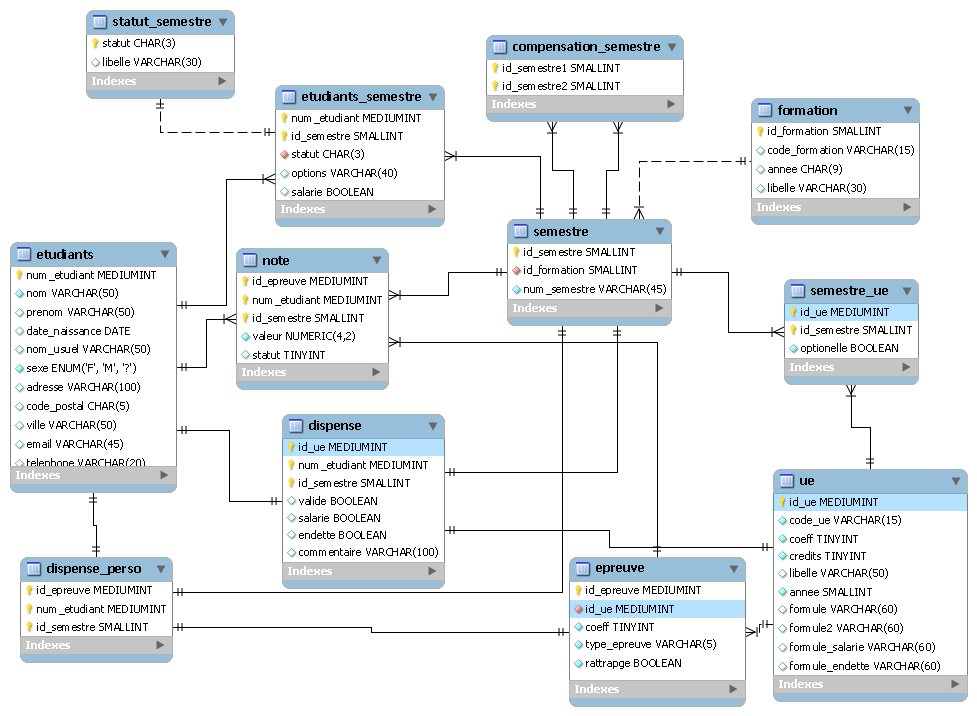 statut_semestre
statut CHAR(3)
libelle VARCHAR(30)
Indexes
etudiants_semestre
num_etudiant MEDIUMINT
id_semestre SMALLINT
statut CHAR(3)
options VARCHAR(40)
salarie BOOLEAN
Indexes
compensation_semestre
id_semestre1 SMALLINT
id_semestre2 SMALLINT
Indexes
formation
id_formation SMALLINT
code_formation VARCHAR(15)
annee CHAR(9)
libelle VARCHAR(30)
Indexes
etudiants
num_etudiant MEDIUMINT
nom VARCHAR(50)
prenom VARCHAR(50)
date_naissance DATE
nom_usuel VARCHAR(50)
sexe ENUM('F', 'M', '?')
adresse VARCHAR(100)
code_postal CHAR(5)
ville VARCHAR(50)
email VARCHAR(45)
telephone VARCHAR(20)
Indexes
note
id_epreuve MEDIUMINT
num_etudiant MEDIUMINT
id_semestre SMALLINT
valeur NUMERIC(4,2)
statut TINYINT
Indexes
semestre
id_semestre SMALLINT
id_formation SMALLINT
num_semestre VARCHAR(45)
Indexes
semestre_ue
id_ue MEDIUMINT
id_semestre SMALLINT
optionelle BOOLEAN
Indexes
dispense
id_ue MEDIUMINT
num_etudiant MEDIUMINT
id_semestre SMALLINT
valide BOOLEAN
salarie BOOLEAN
endette BOOLEAN
commentaire VARCHAR(100)
Indexes
ue
id_ue MEDIUMINT
code_ue VARCHAR(15)
coeff TINYINT
credits TINYINT
libelle VARCHAR(50)
annee SMALLINT
formule VARCHAR(60)
formule2 VARCHAR(60)
formule_salarie VARCHAR(60)
formule_endette VARCHAR(60)
Indexes
dispense_perso
id_epreuve MEDIUMINT
num_etudiant MEDIUMINT
id_semestre SMALLINT
Indexes
epreuve
id_epreuve MEDIUMINT
id_ue MEDIUMINT
coeff TINYINT
type_epreuve VARCHAR(5)
rattrapge BOOLEAN
Indexes